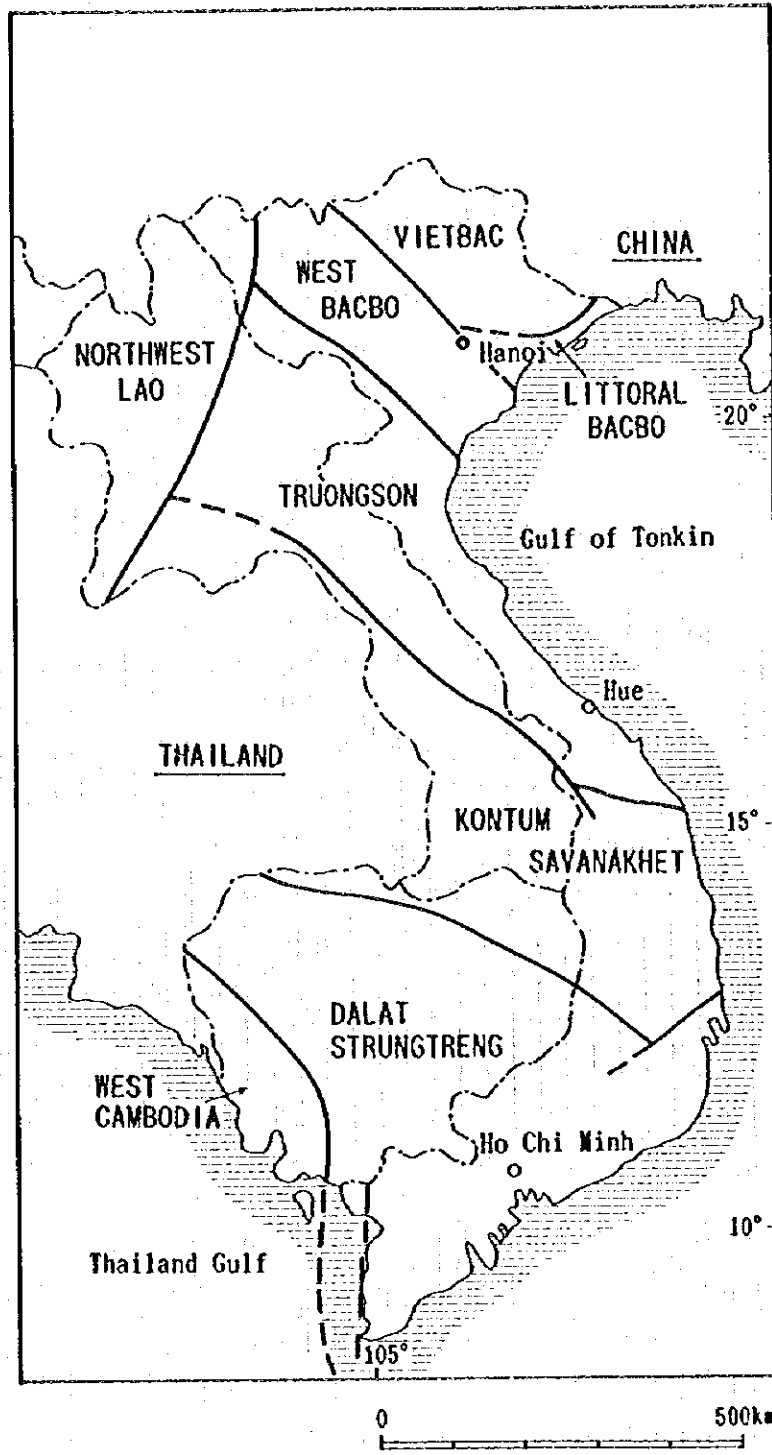 VIETBAC
CHINA
WEST
BACBO
NORTHWEST
LAO
Hanoi
LITTORAL
BACBO
20°
TRUONGSON
Gulf of Tonkin
Hue
THAILAND
KONTUM
15°
SAVANAKHET
DALAT
STRUNGTRENG
WEST
CAMBODIA
Ho Chi Minh
10°
Thailand Gulf
105°
0
500km